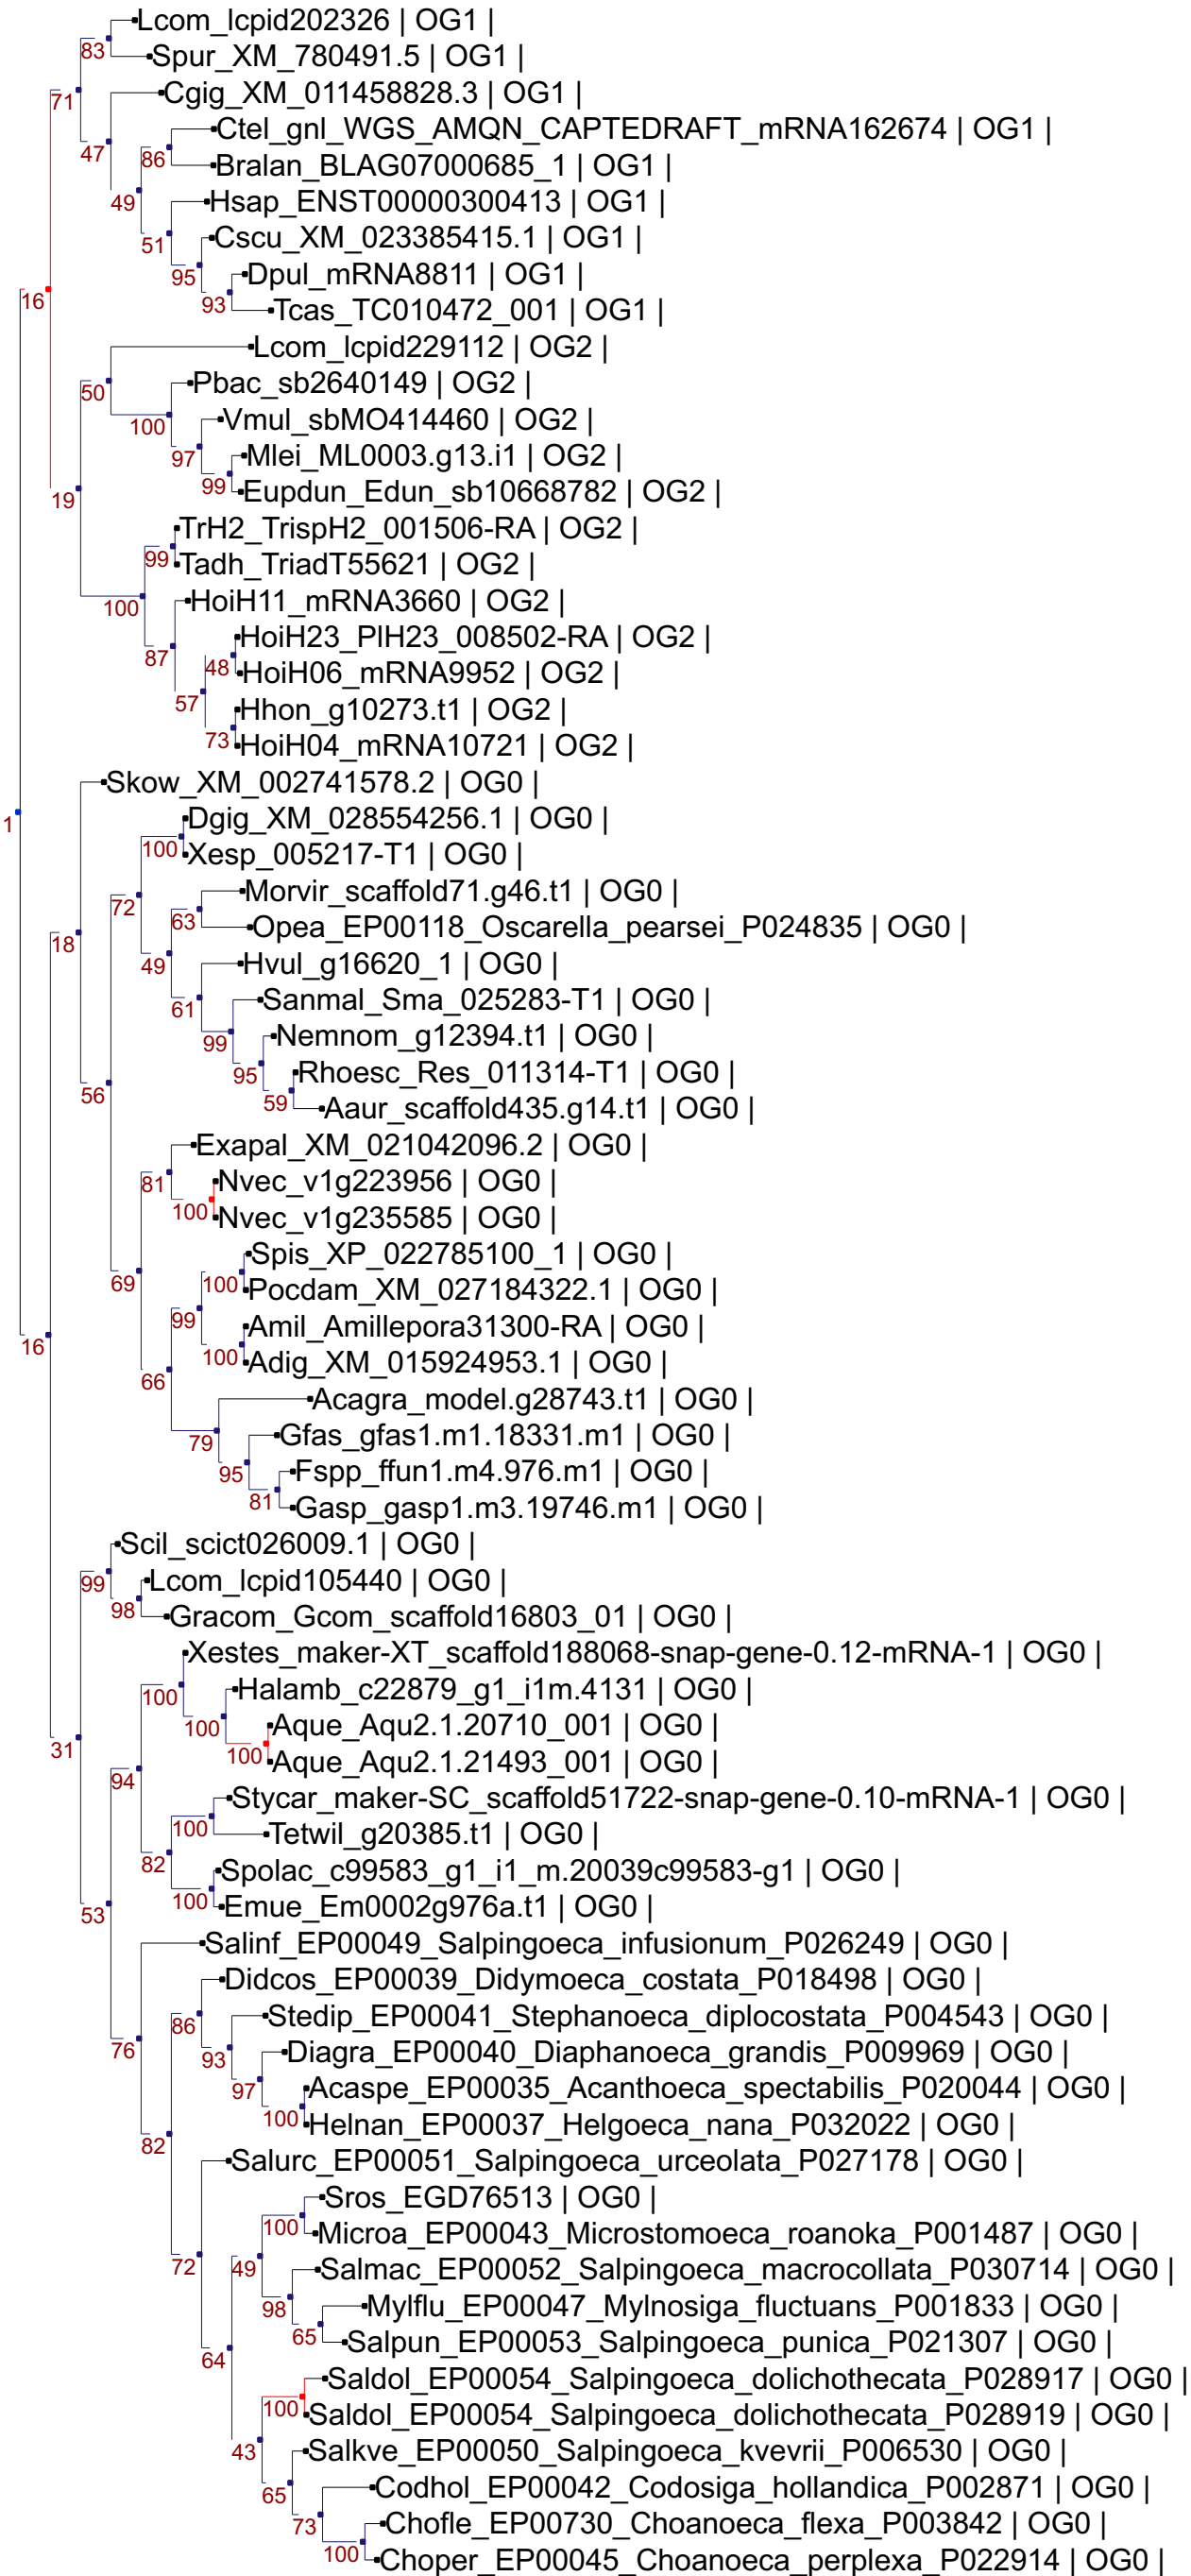 Lcom_lcpid202326 | OG1 |
83
Spur_XM_780491.5 | OG1 |
71
Cgig_XM_011458828.3 | OG1 |
Ctel_gnl_WGS_AMQN_CAPTEDRAFT_mRNA162674 | OG1 |
47
86
Bralan_BLAG07000685_1 | OG1 |
49
Hsap_ENST00000300413 | OG1 |
51
Cscu_XM_023385415.1 | OG1 |
95
Dpul_mRNA8811 | OG1 |
16
93
Tcas_TC010472_001 | OG1 |
Lcom_lcpid229112 | OG2 |
50
Pbac_sb2640149 | OG2 |
100
Vmul_sbMO414460 | OG2 |
97
Mlei_ML0003.g13.i1 | OG2 |
99
Eupdun_Edun_sb10668782 | OG2 |
19
TrH2_TrispH2_001506-RA | OG2 |
99
Tadh_TriadT55621 | OG2 |
100
HoiH11_mRNA3660 | OG2 |
HoiH23_PlH23_008502-RA | OG2 |
87
48
HoiH06_mRNA9952 | OG2 |
57
Hhon_g10273.t1 | OG2 |
73
HoiH04_mRNA10721 | OG2 |
Skow_XM_002741578.2 | OG0 |
1
Dgig_XM_028554256.1 | OG0 |
100
Xesp_005217-T1 | OG0 |
72
Morvir_scaffold71.g46.t1 | OG0 |
63
Opea_EP00118_Oscarella_pearsei_P024835 | OG0 |
18
49
Hvul_g16620_1 | OG0 |
61
Sanmal_Sma_025283-T1 | OG0 |
99
Nemnom_g12394.t1 | OG0 |
95
Rhoesc_Res_011314-T1 | OG0 |
56
59
Aaur_scaffold435.g14.t1 | OG0 |
Exapal_XM_021042096.2 | OG0 |
81
Nvec_v1g223956 | OG0 |
100
Nvec_v1g235585 | OG0 |
Spis_XP_022785100_1 | OG0 |
69
100
Pocdam_XM_027184322.1 | OG0 |
99
Amil_Amillepora31300-RA | OG0 |
16
100
Adig_XM_015924953.1 | OG0 |
66
Acagra_model.g28743.t1 | OG0 |
79
Gfas_gfas1.m1.18331.m1 | OG0 |
95
Fspp_ffun1.m4.976.m1 | OG0 |
81
Gasp_gasp1.m3.19746.m1 | OG0 |
Scil_scict026009.1 | OG0 |
99
Lcom_lcpid105440 | OG0 |
98
Gracom_Gcom_scaffold16803_01 | OG0 |
Xestes_maker-XT_scaffold188068-snap-gene-0.12-mRNA-1 | OG0 |
100
Halamb_c22879_g1_i1m.4131 | OG0 |
100
Aque_Aqu2.1.20710_001 | OG0 |
31
100
Aque_Aqu2.1.21493_001 | OG0 |
94
Stycar_maker-SC_scaffold51722-snap-gene-0.10-mRNA-1 | OG0 |
100
Tetwil_g20385.t1 | OG0 |
82
Spolac_c99583_g1_i1_m.20039c99583-g1 | OG0 |
100
Emue_Em0002g976a.t1 | OG0 |
53
Salinf_EP00049_Salpingoeca_infusionum_P026249 | OG0 |
Didcos_EP00039_Didymoeca_costata_P018498 | OG0 |
86
Stedip_EP00041_Stephanoeca_diplocostata_P004543 | OG0 |
76
93
Diagra_EP00040_Diaphanoeca_grandis_P009969 | OG0 |
97
Acaspe_EP00035_Acanthoeca_spectabilis_P020044 | OG0 |
100
Helnan_EP00037_Helgoeca_nana_P032022 | OG0 |
82
Salurc_EP00051_Salpingoeca_urceolata_P027178 | OG0 |
Sros_EGD76513 | OG0 |
100
Microa_EP00043_Microstomoeca_roanoka_P001487 | OG0 |
72
49
Salmac_EP00052_Salpingoeca_macrocollata_P030714 | OG0 |
98
Mylflu_EP00047_Mylnosiga_fluctuans_P001833 | OG0 |
65
Salpun_EP00053_Salpingoeca_punica_P021307 | OG0 |
64
Saldol_EP00054_Salpingoeca_dolichothecata_P028917 | OG0 |
100
Saldol_EP00054_Salpingoeca_dolichothecata_P028919 | OG0 |
43
Salkve_EP00050_Salpingoeca_kvevrii_P006530 | OG0 |
65
Codhol_EP00042_Codosiga_hollandica_P002871 | OG0 |
73
Chofle_EP00730_Choanoeca_flexa_P003842 | OG0 |
100
Choper_EP00045_Choanoeca_perplexa_P022914 | OG0 |